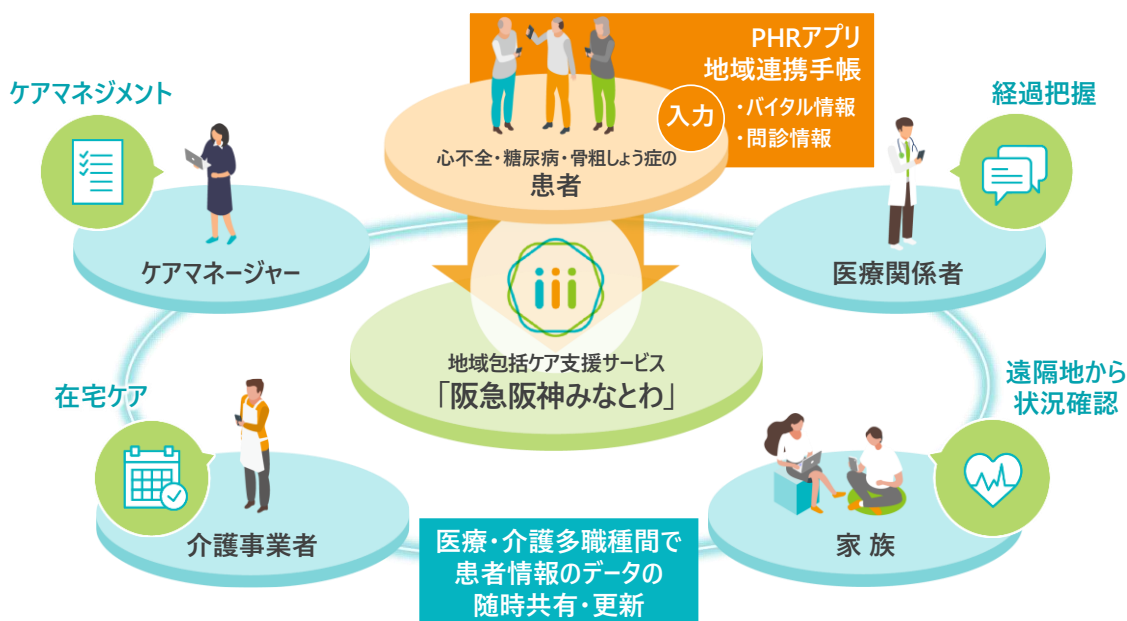 PHRアプリ
地域連携手帳
入力
・バイタル情報
・問診情報
心不全・糖尿病・骨粗しょう症の
患者
ケアマネジメント
ケアマネージャー
経過把握
医療関係者
地域包括ケア支援サービス
「阪急阪神みなとわ」
在宅ケア
介護事業者
遠隔地から
状況確認
家 族
医療・介護多職種間で
患者情報のデータの
随時共有・更新